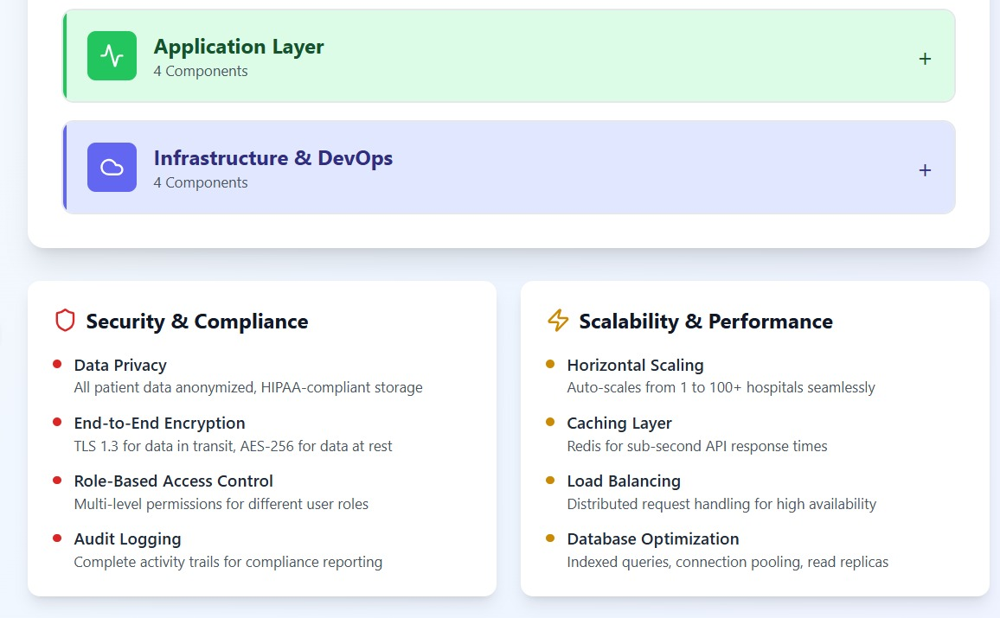 Application Layer
4 Components
+
Infrastructure & DevOps
4 Components
+
Security & Compliance
Data Privacy
All patient data anonymized, HIPAA-compliant storage
End-to-End Encryption
TLS 1.3 for data in transit, AES-256 for data at rest
Role-Based Access Control
Multi-level permissions for different user roles
Audit Logging
Complete activity trails for compliance reporting
Scalability & Performance
Horizontal Scaling
Auto-scales from 1 to 100+ hospitals seamlessly
Caching Layer
Redis for sub-second API response times
Load Balancing
Distributed request handling for high availability
Database Optimization
Indexed queries, connection pooling, read replicas